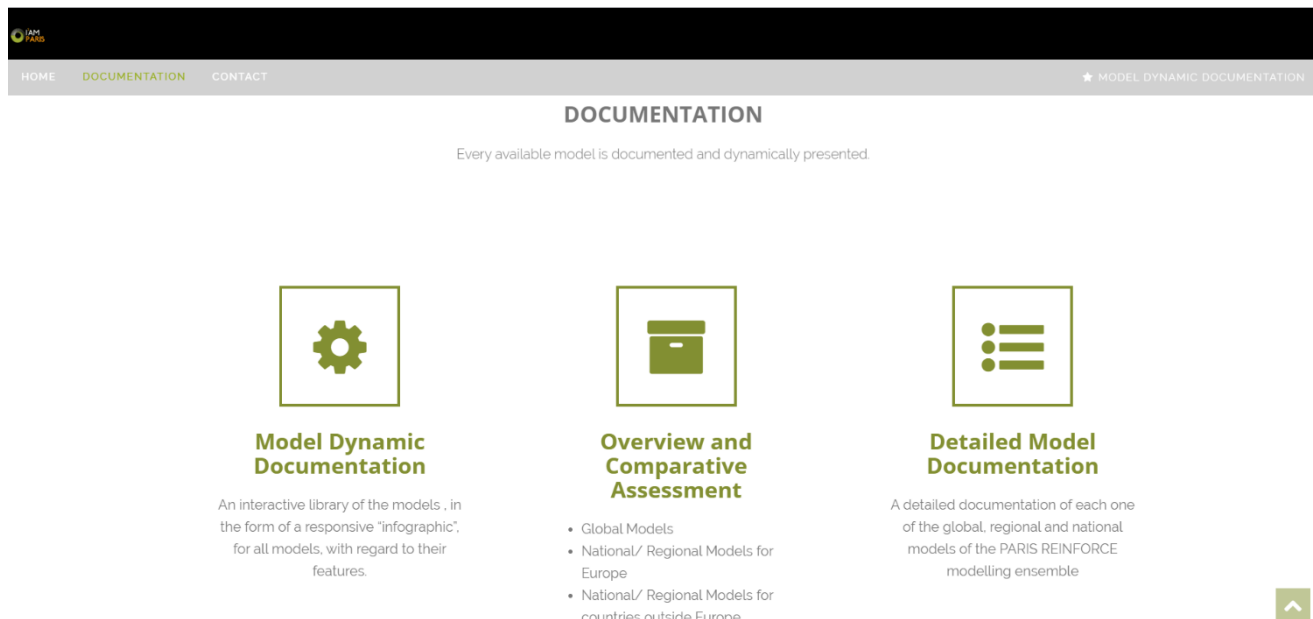 I'AM
PARIS
HOME DOCUMENTATION CONTACT ★ MODEL DYNAMIC DOCUMENTATION
DOCUMENTATION
Every available model is documented and dynamically presented.
Model Dynamic
Documentation
An interactive library of the models , in
the form of a responsive “infographic”,
for all models, with regard to their
features.
Overview and
Comparative
Assessment
• Global Models
• National/ Regional Models for
Europe
• National/ Regional Models for
countries outside Europe
Detailed Model
Documentation
A detailed documentation of each one
of the global, regional and national
models of the PARIS REINFORCE
modelling ensemble